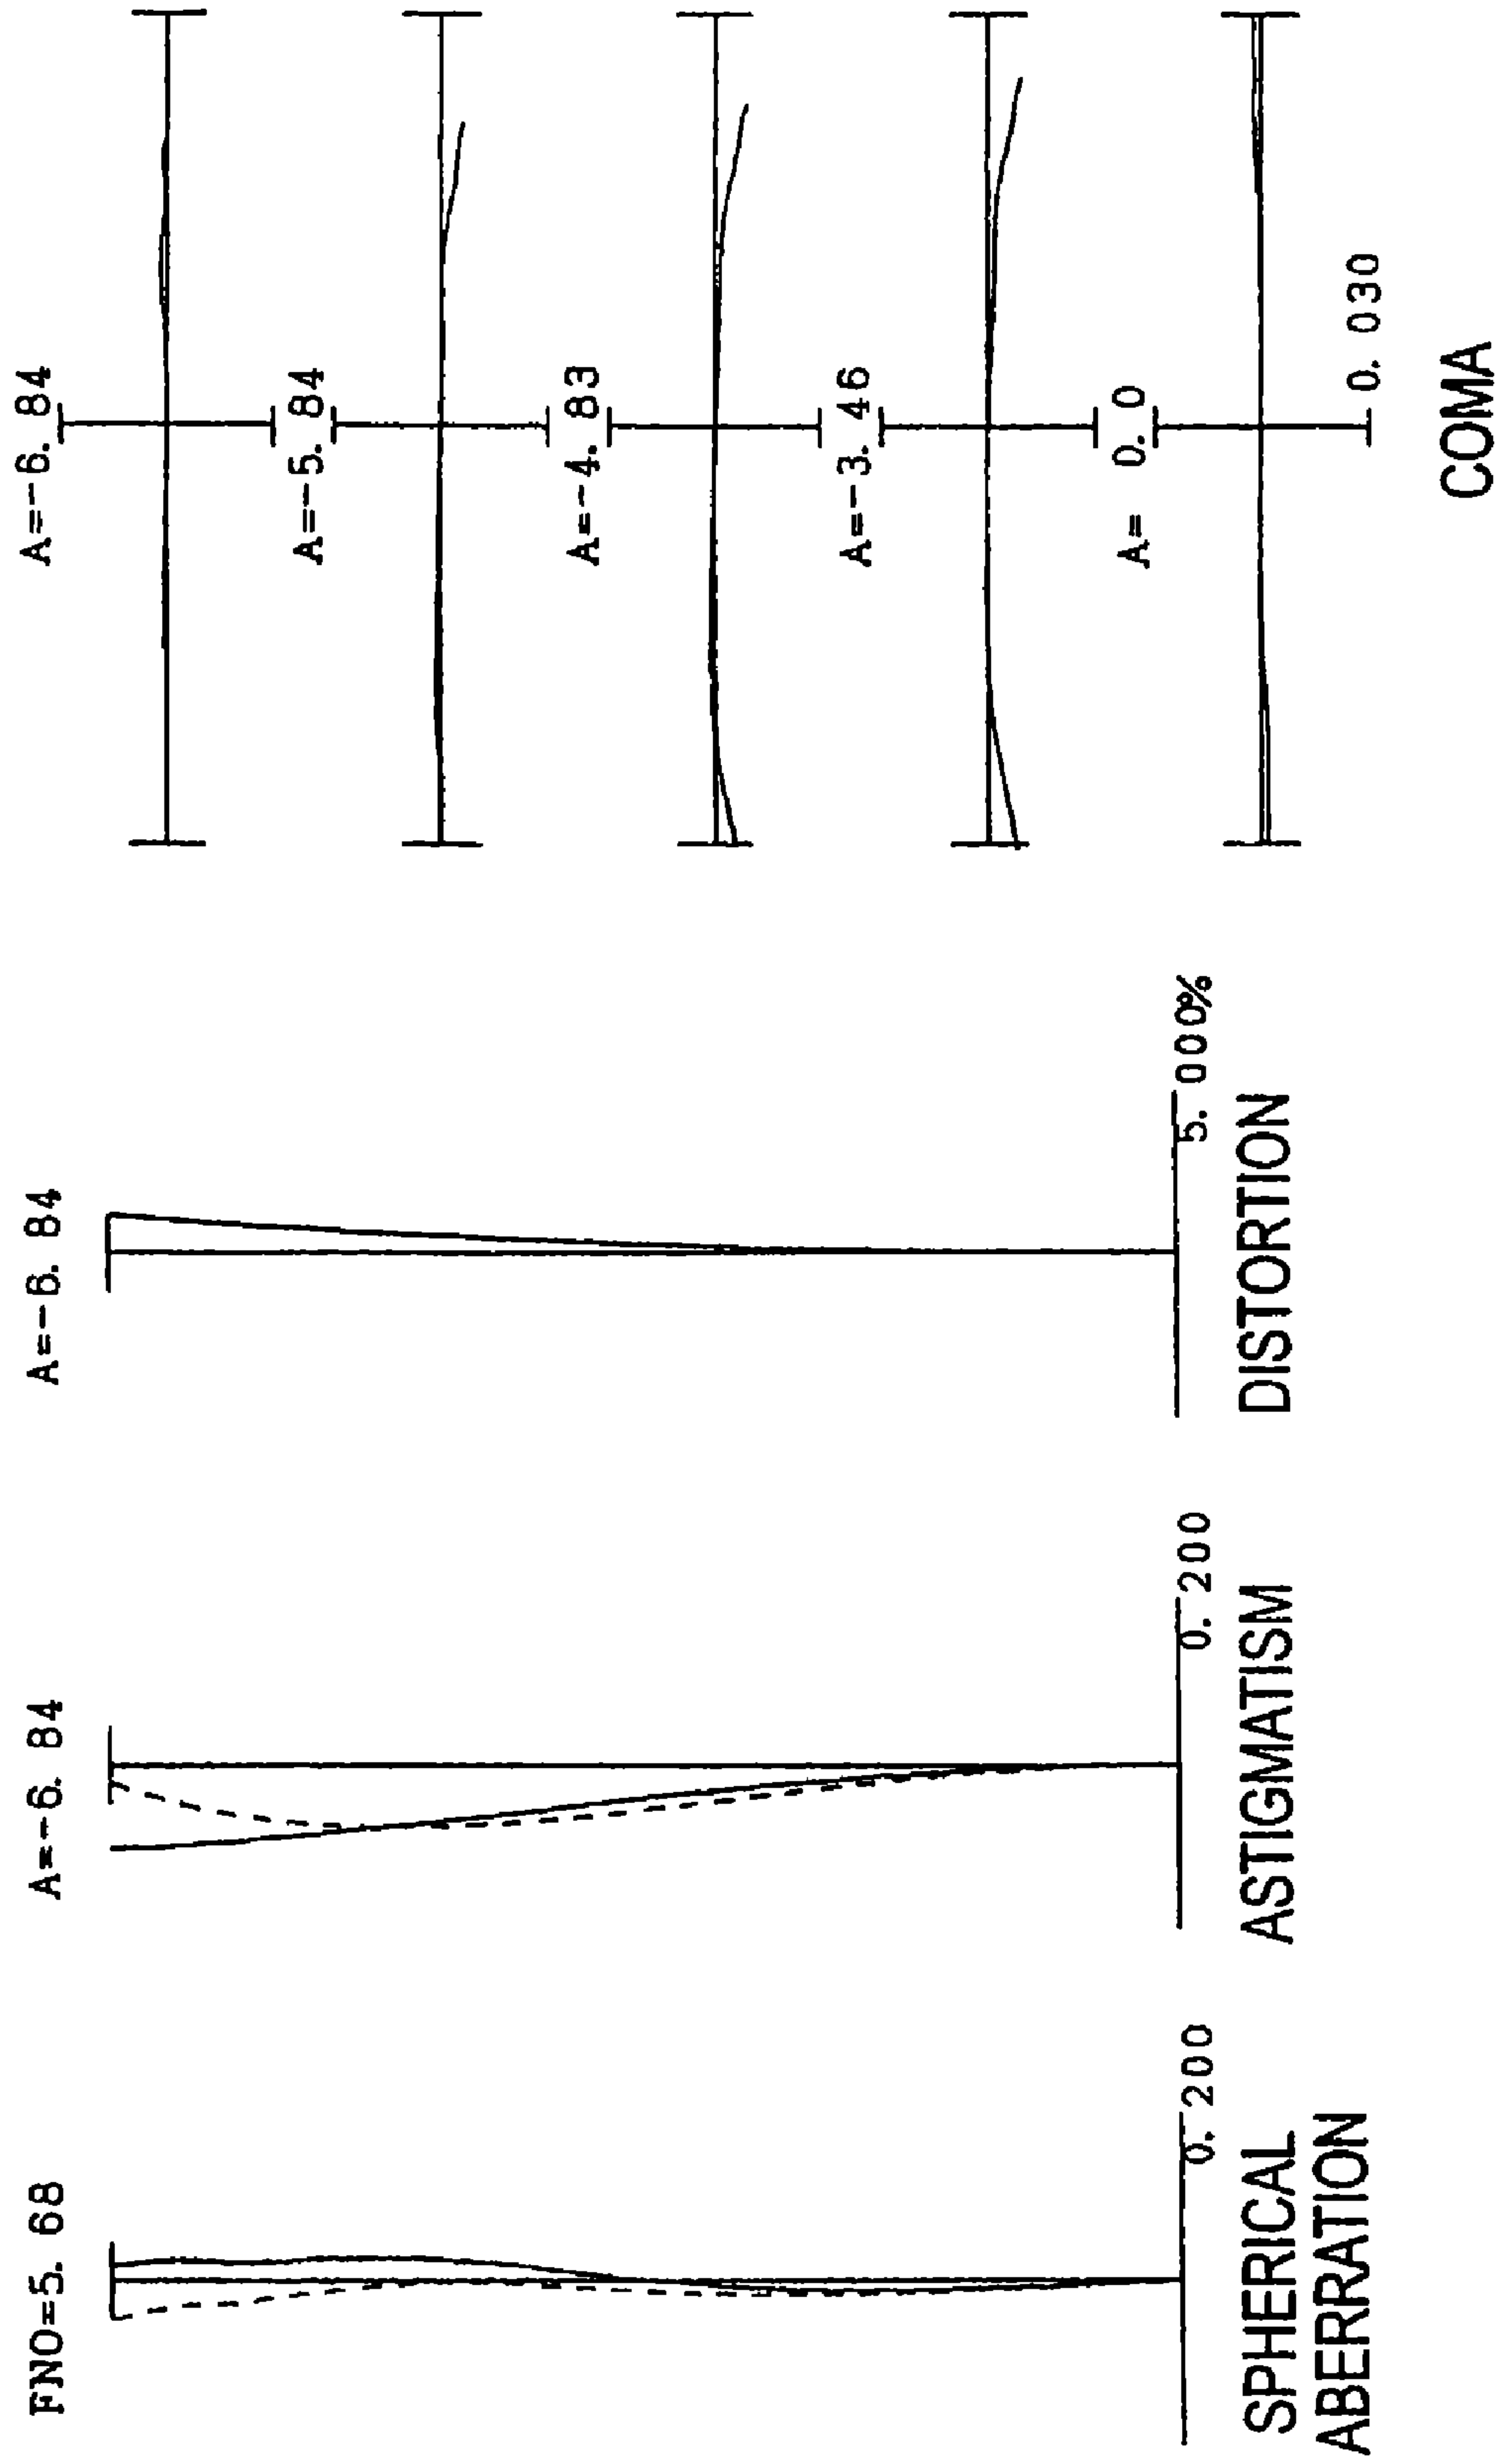 FNO=5. 68
0. 200
SPHERICAL
ABERRATION
A=-6. 84
0. 200
ASTIGMATISM
A=-6. 84
5. 000%
DISTORTION
A=-6. 84
A=-5. 84
A=-4. 83
A=-3. 46
A= 0. 0
0. 030
COMA